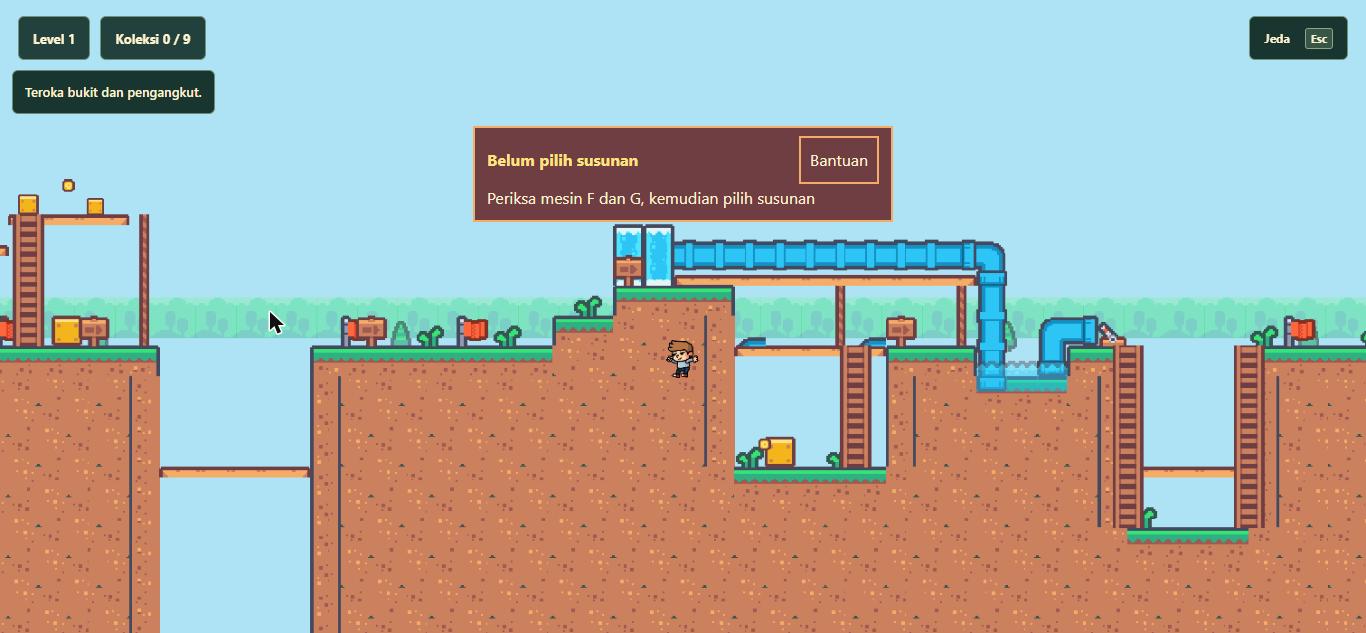 Level 1
Koleksi 0 / 9
Jeda Esc
Teroka bukit dan pengangkut.
Belum pilih susunan
Bantuan
Periksa mesin F dan G, kemudian pilih susunan